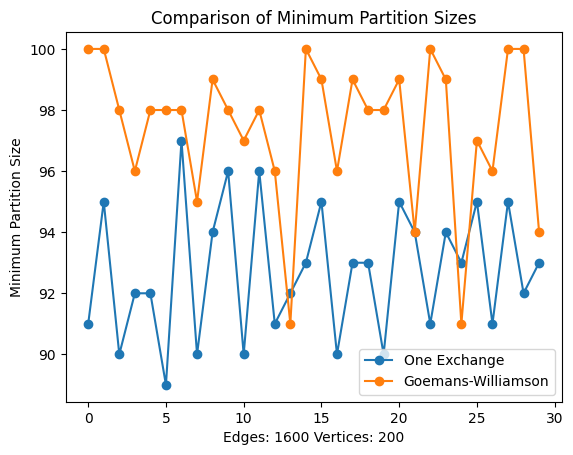 Comparison of Minimum Partition Sizes
Minimum Partition Size
100
98
96
94
92
90
0
5
10
15
20
25
30
Edges: 1600 Vertices: 200
One Exchange
Goemans-Williamson